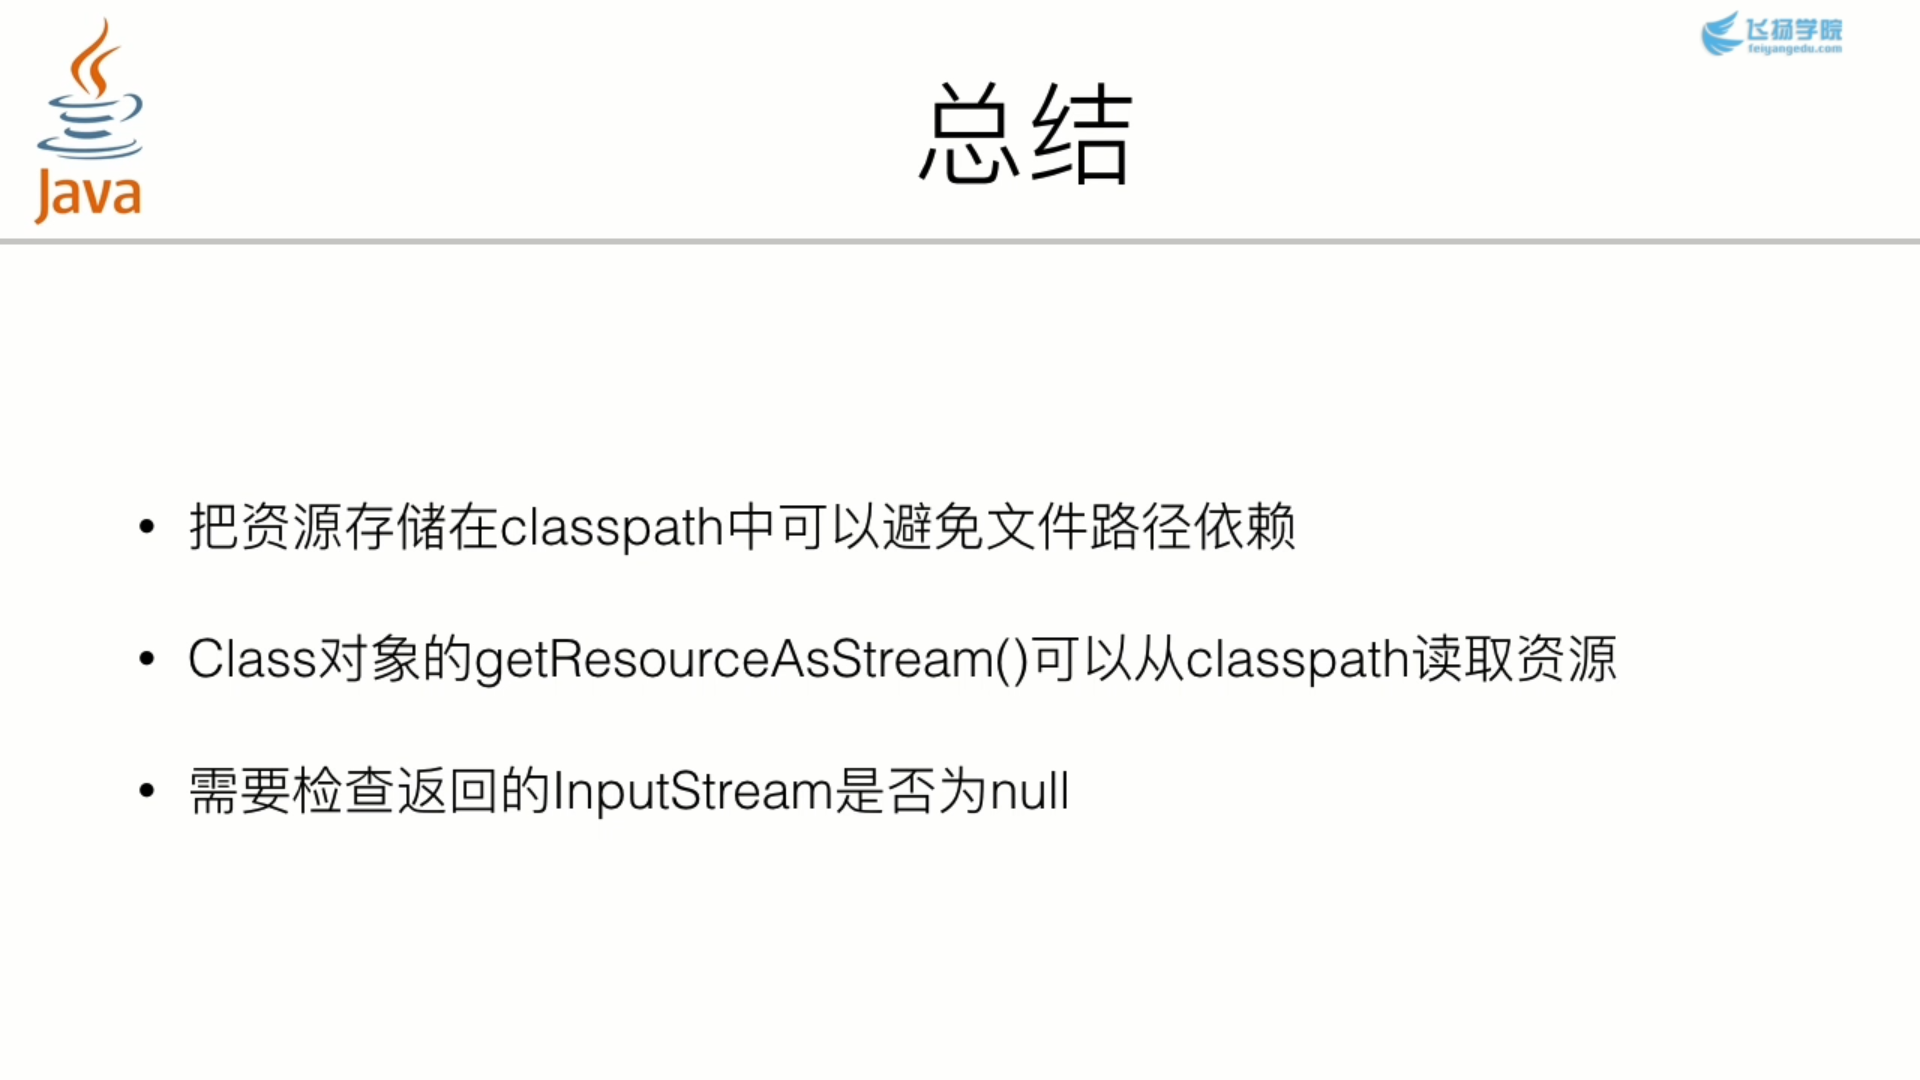 Java
飞扬学院
feiyangedu.com
总结
• 把资源存储在classpath中可以避免文件路径依赖
• Class对象的getResourceAsStream()可以从classpath读取资源
• 需要检查返回的InputStream是否为null